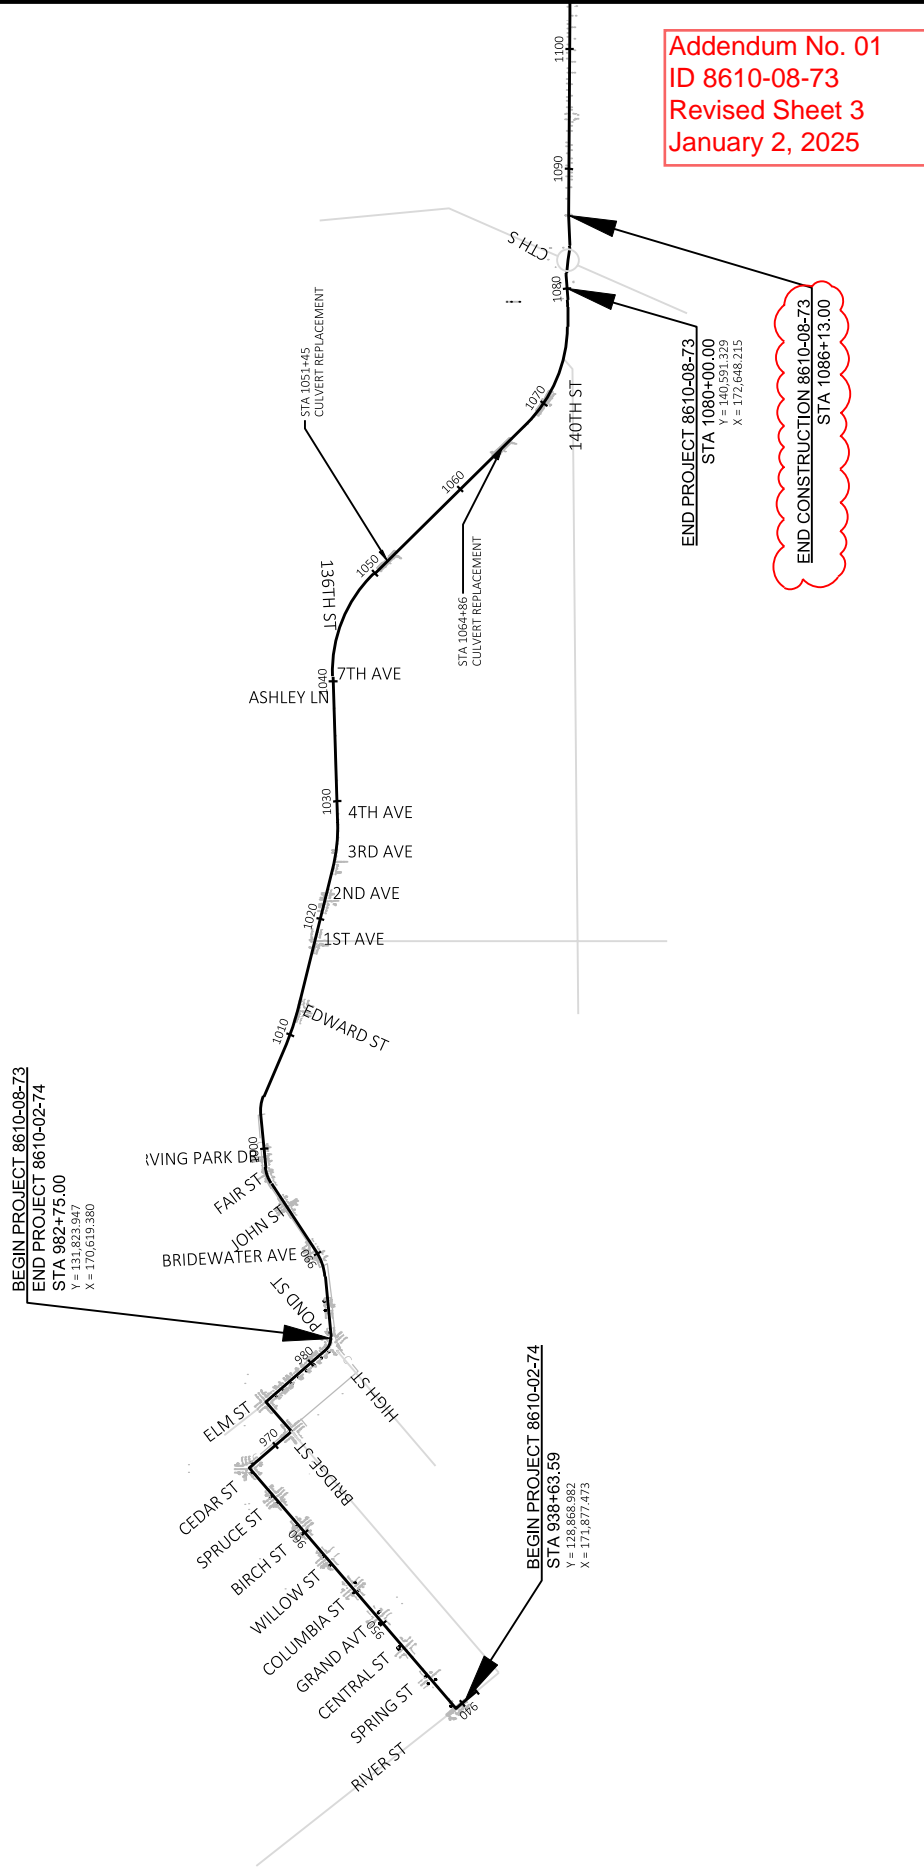 Addendum No. 01
ID 8610-08-73
Revised Sheet 3
January 2, 2025
1100
1090
CTH S
1080
STA 1051+45
CULVERT REPLACEMENT
END PROJECT 8610-08-73
STA 1080+00.00
Y = 140,591.329
X = 172,648.215
END CONSTRUCTION 8610-08-73
STA 1086+13.00
1070
140TH ST
1060
STA 1064+86
CULVERT REPLACEMENT
1050
136TH ST
7TH AVE
1040
ASHLEY LN
1030
4TH AVE
3RD AVE
2ND AVE
1020
1ST AVE
1010
EDWARD ST
BEGIN PROJECT 8610-08-73
END PROJECT 8610-02-74
STA 982+75.00
Y = 131,823.947
X = 170,619.380
RVING PARK DR
FAIR ST
JOHN ST
BRIDEWATER AVE
990
POND ST
980
HIGH ST
ELM ST
970
BRIDGE ST
CEDAR ST
SPRUCE ST
960
BIRCH ST
WILLOW ST
COLUMBIA ST
950
GRAND AVT
CENTRAL ST
SPRING ST
940
RIVER ST
BEGIN PROJECT 8610-02-74
STA 938+63.59
Y = 128,868.982
X = 171,877.473